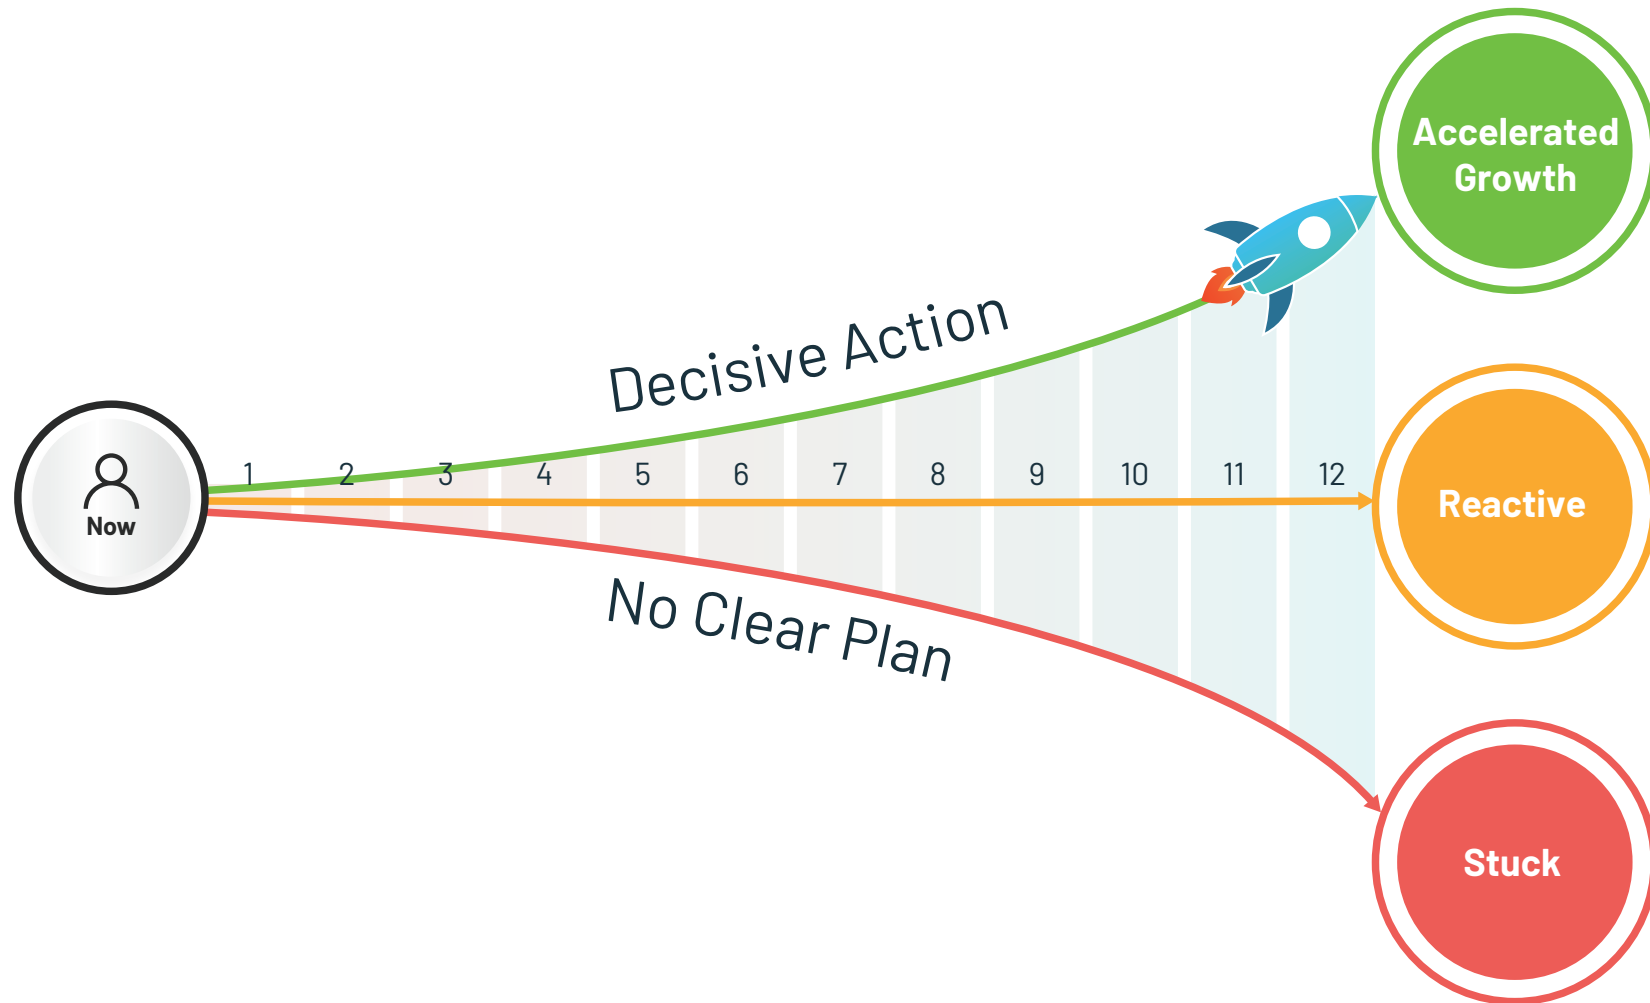 Accelerated
Growth
Decisive Action
1 2 3 4 5 6 7 8 9 10 11 12
Now
Reactive
No Clear Plan
Stuck